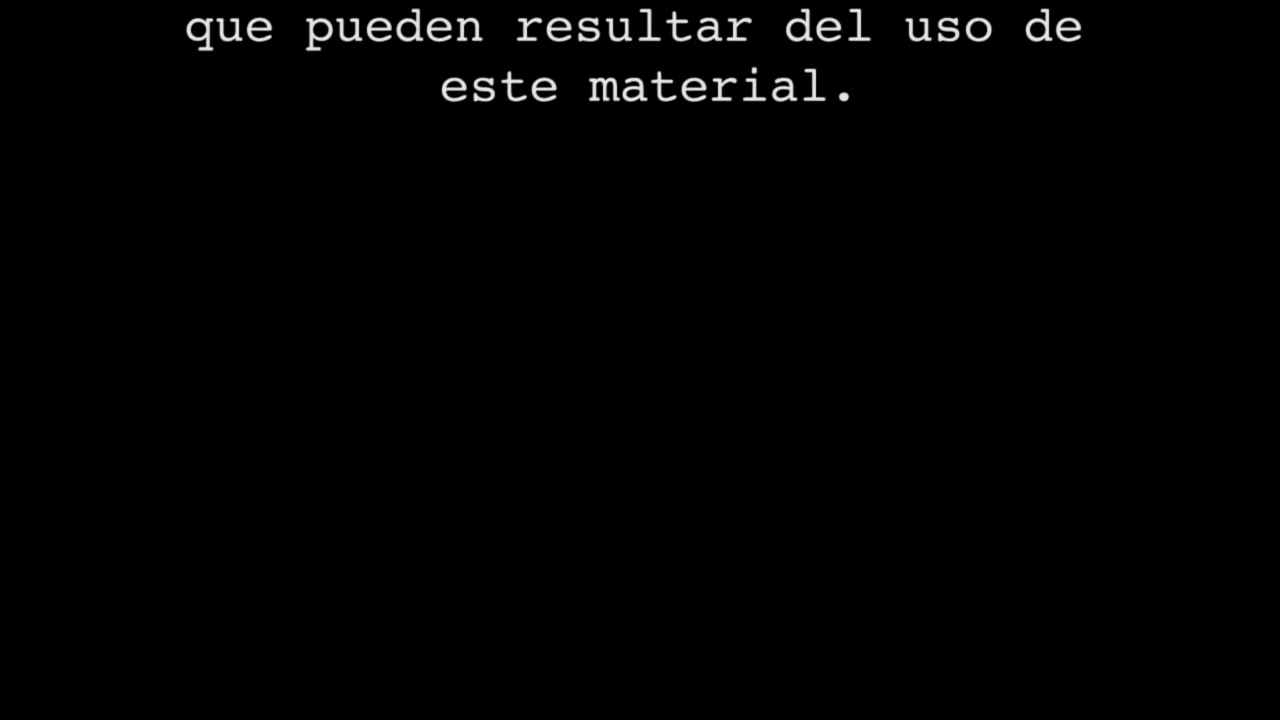 que pueden resultar del uso de
este material.